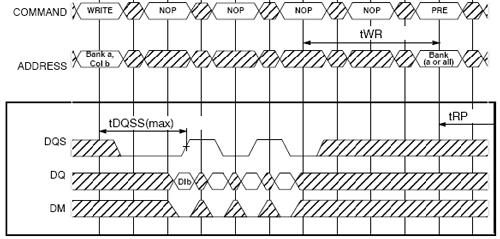 COMMAND WRITE NOP NOP NOP NOP PRE
tWR
ADDRESS Bank a, Col b Bank (a or all)
tDQSS(max) tRP
DQS
DQ DIb
DM